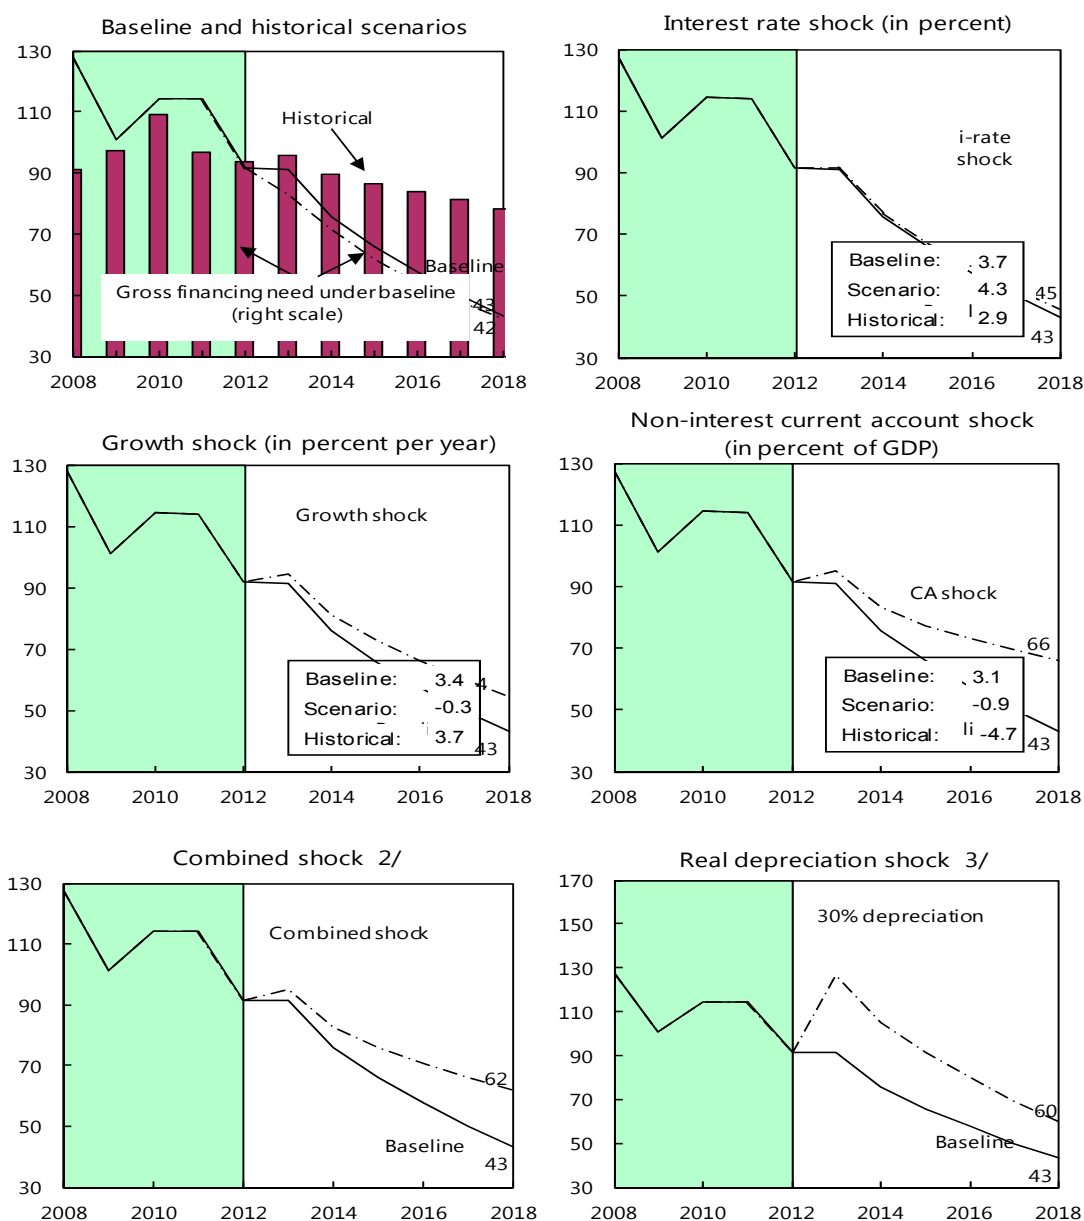 Baseline and historical scenarios
130
110
90
70
50
30
Historical
Baseline
Gross financing need under baseline
(right scale)
43
42
2008 2010 2012 2014 2016 2018
Interest rate shock (in percent)
130
110
90
70
50
30
i-rate
shock
Baseline: 3.7
Scenario: 4.3
Historical: 2.9
45
43
2008 2010 2012 2014 2016 2018
Growth shock (in percent per year)
130
110
90
70
50
30
Growth shock
Baseline: 3.4
Scenario: -0.3
Historical: 3.7
4
43
2008 2010 2012 2014 2016 2018
Non-interest current account shock
(in percent of GDP)
130
110
90
70
50
30
CA shock
66
Baseline: 3.1
Scenario: -0.9
Historical: -4.7
43
2008 2010 2012 2014 2016 2018
Combined shock 2/
130
110
90
70
50
30
Combined shock
62
Baseline
43
2008 2010 2012 2014 2016 2018
Real depreciation shock 3/
170
150
130
110
90
70
50
30
30% depreciation
60
Baseline
43
2008 2010 2012 2014 2016 2018